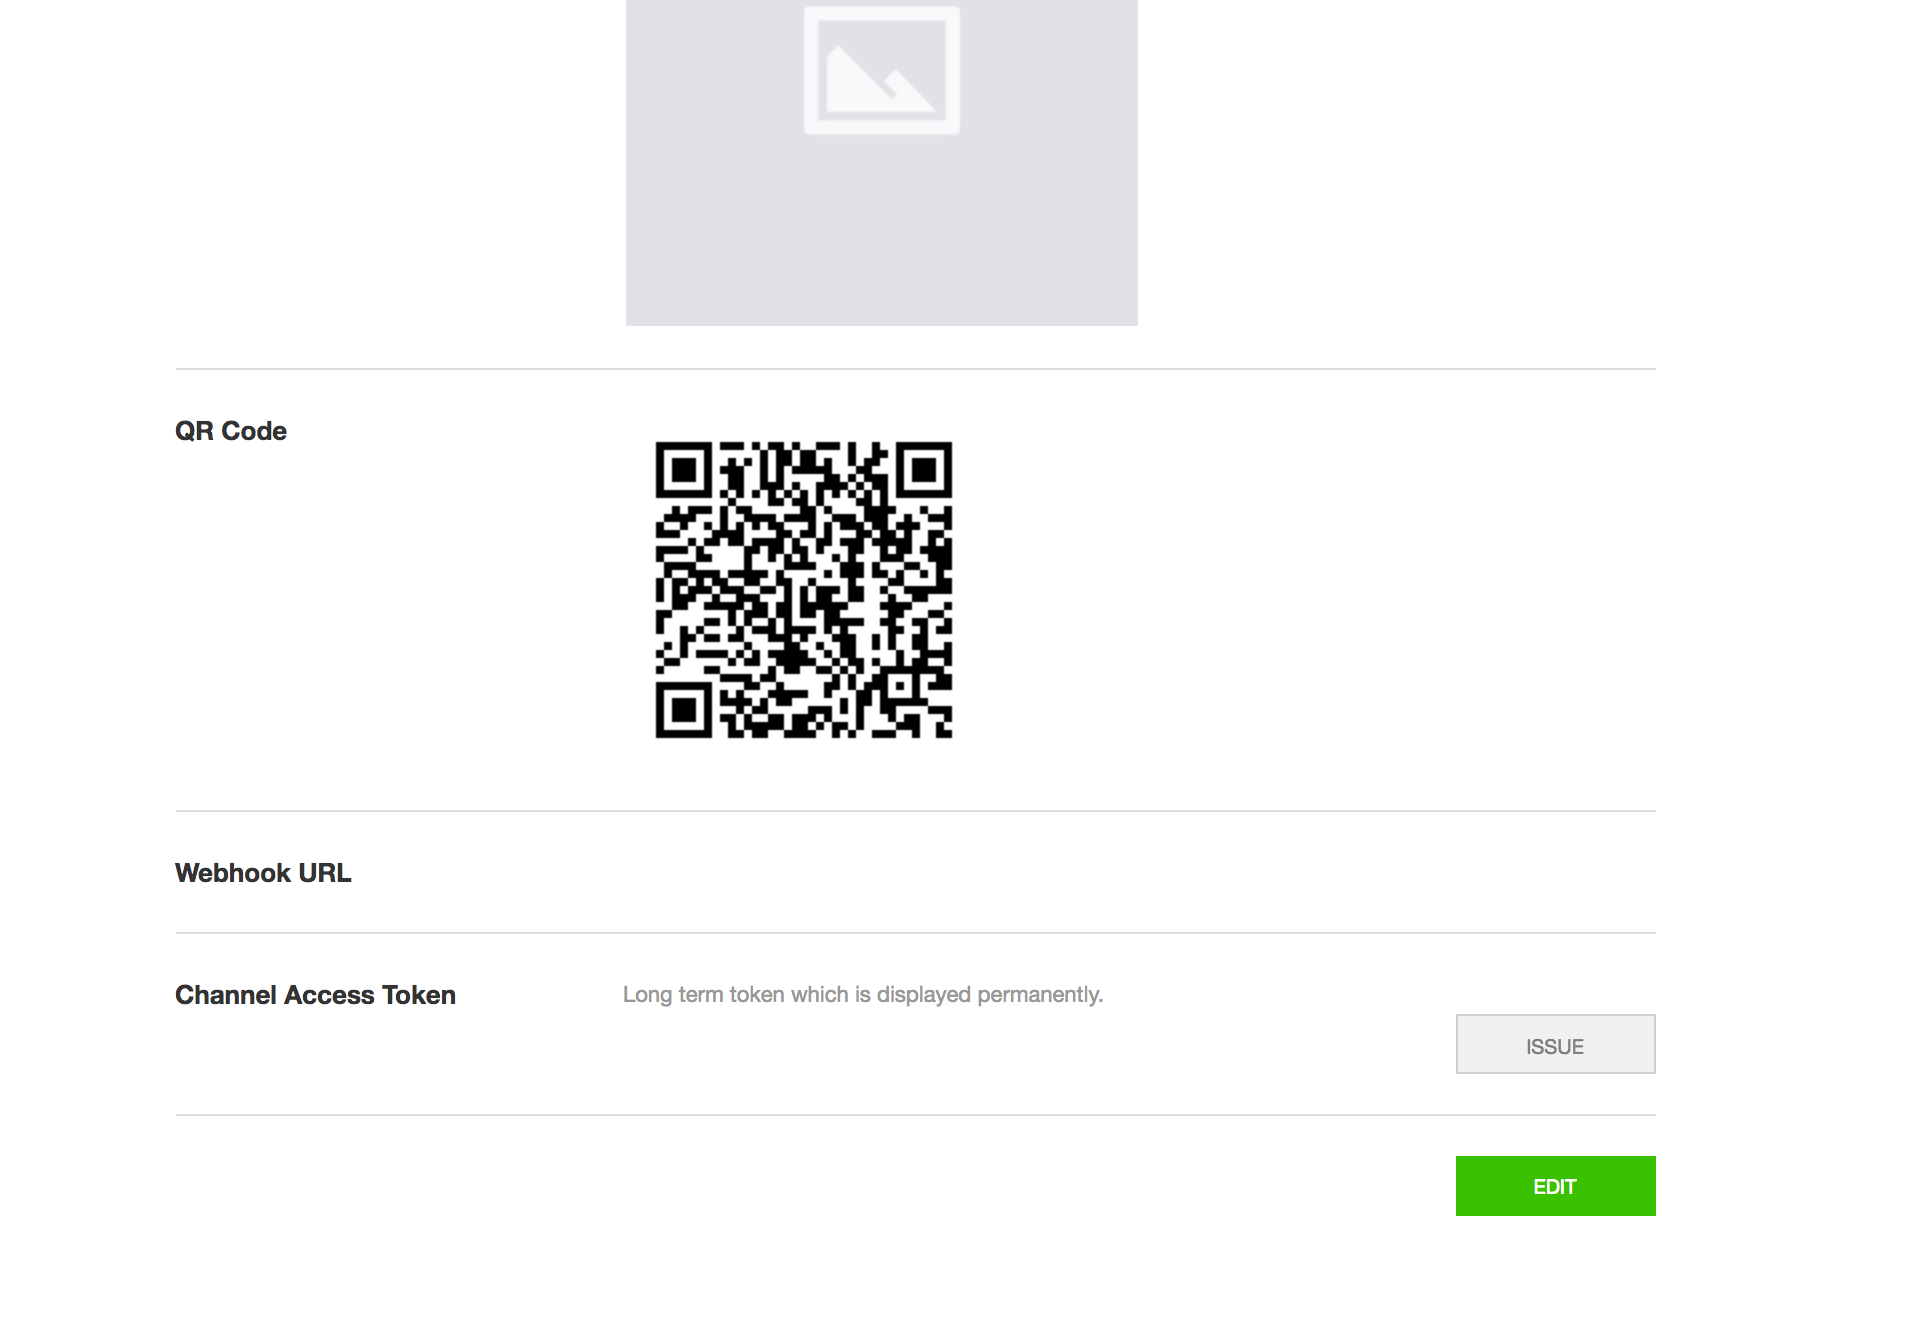 QR Code
Webhook URL
Channel Access Token
Long term token which is displayed permanently.
ISSUE
EDIT